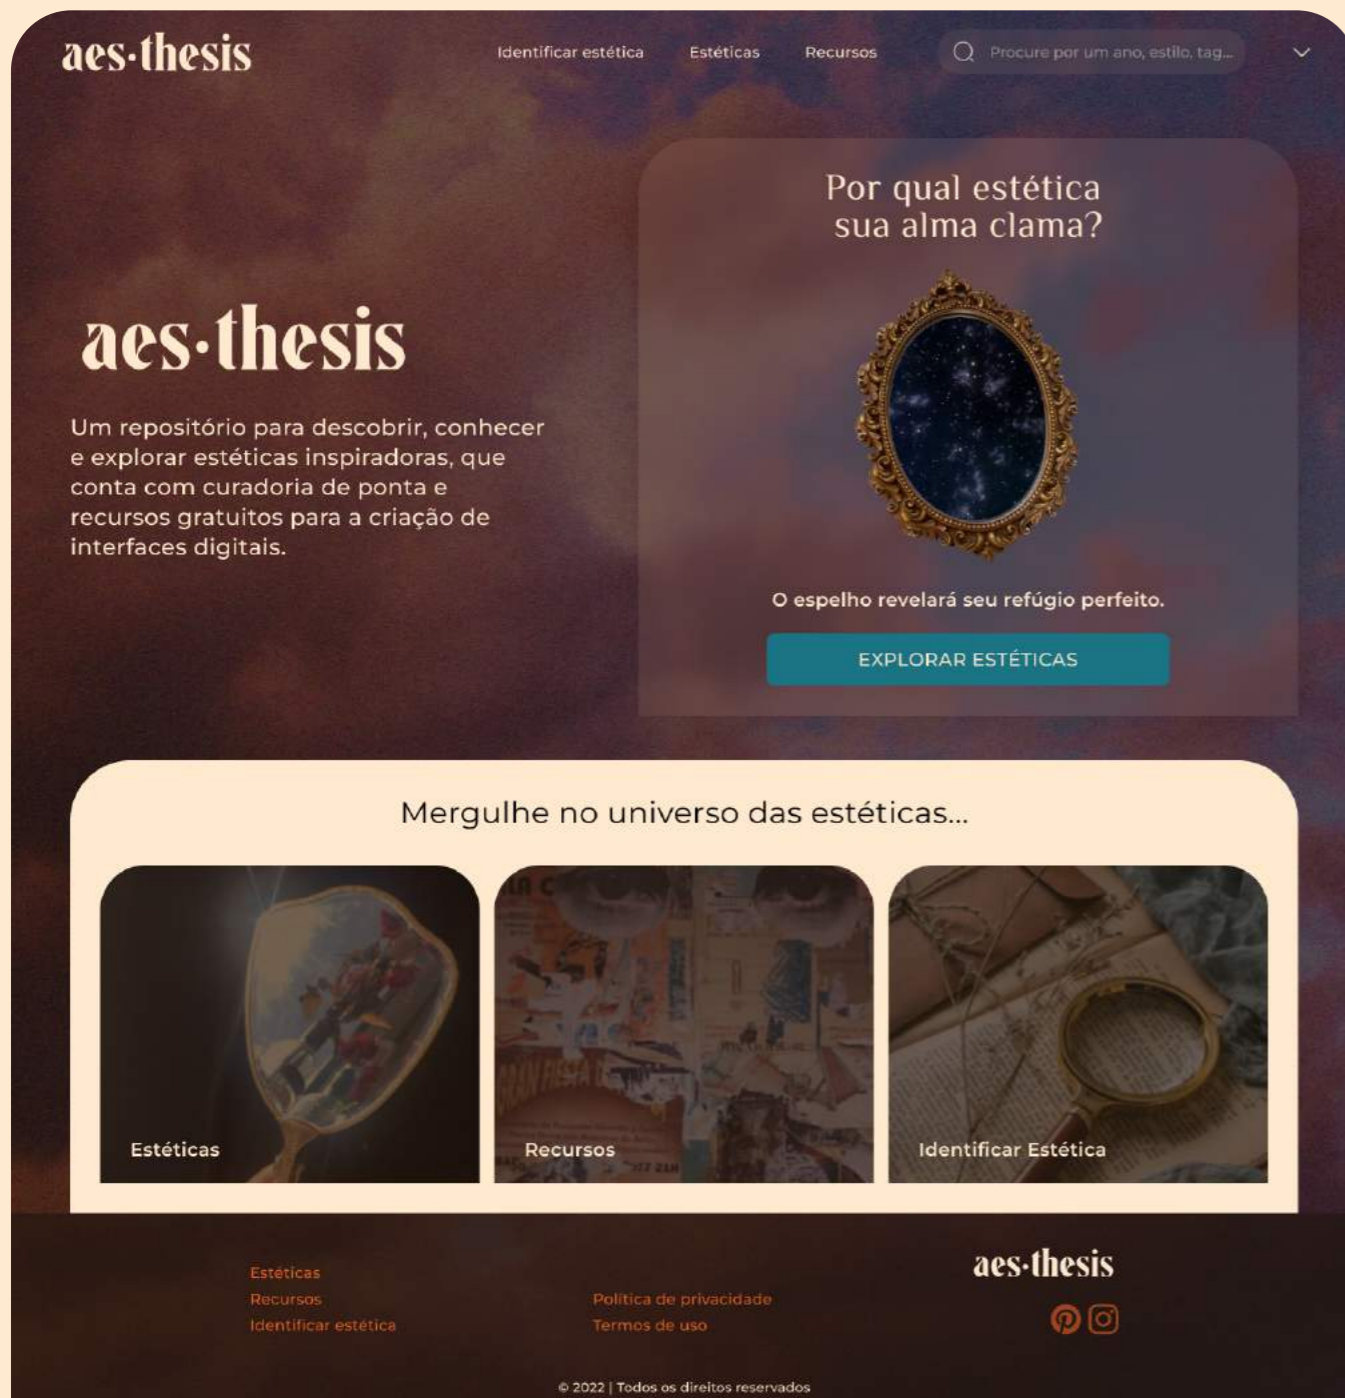 aes·thesis
Identificar estética
Estéticas
Recursos
Procure por um ano, estilo, tag...
aes·thesis
Um repositório para descobrir, conhecer
e explorar estéticas inspiradoras, que
conta com curadoria de ponta e
recursos gratuitos para a criação de
interfaces digitais.
Por qual estética
sua alma clama?
O espelho revelará seu refúgio perfeito.
EXPLORAR ESTÉTICAS
Mergulhe no universo das estéticas...
GRAN FIESTA
Estéticas
Recursos
Identificar Estética
Estéticas
Recursos
Identificar estética
Política de privacidade
Termos de uso
aes·thesis
© 2022 | Todos os direitos reservados